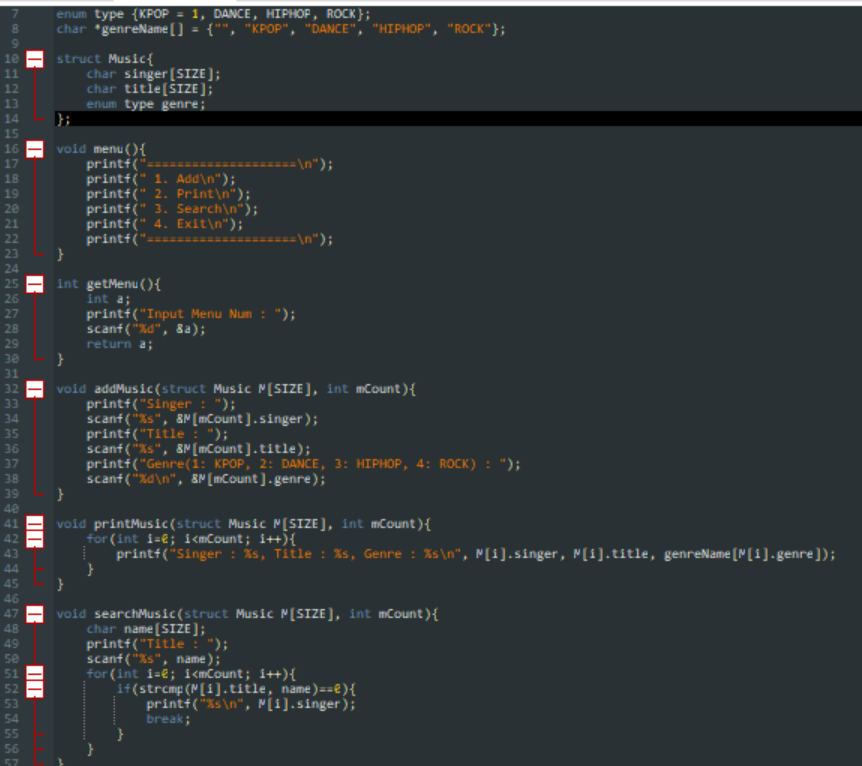 7 enum type {KPOP = 1, DANCE, HIPHOP, ROCK};
8 char *genreName[] = {"", "KPOP", "DANCE", "HIPHOP", "ROCK"};
9
10 struct Music{
11     char singer[SIZE];
12     char title[SIZE];
13     enum type genre;
14 };
15
16 void menu(){
17     printf("====================\n");
18     printf(" 1. Add\n");
19     printf(" 2. Print\n");
20     printf(" 3. Search\n");
21     printf(" 4. Exit\n");
22     printf("====================\n");
23 }
24
25 int getMenu(){
26     int a;
27     printf("Input Menu Num : ");
28     scanf("%d", &a);
29     return a;
30 }
31
32 void addMusic(struct Music M[SIZE], int mCount){
33     printf("Singer : ");
34     scanf("%s", &M[mCount].singer);
35     printf("Title : ");
36     scanf("%s", &M[mCount].title);
37     printf("Genre(1: KPOP, 2: DANCE, 3: HIPHOP, 4: ROCK) : ");
38     scanf("%d\n", &M[mCount].genre);
39 }
40
41 void printMusic(struct Music M[SIZE], int mCount){
42     for(int i=0; i<mCount; i++){
43         printf("Singer : %s, Title : %s, Genre : %s\n", M[i].singer, M[i].title, genreName[M[i].genre]);
44     }
45 }
46
47 void searchMusic(struct Music M[SIZE], int mCount){
48     char name[SIZE];
49     printf("Title : ");
50     scanf("%s", name);
51     for(int i=0; i<mCount; i++){
52         if(strcmp(M[i].title, name)==0){
53             printf("%s\n", M[i].singer);
54             break;
55         }
56     }
57 }